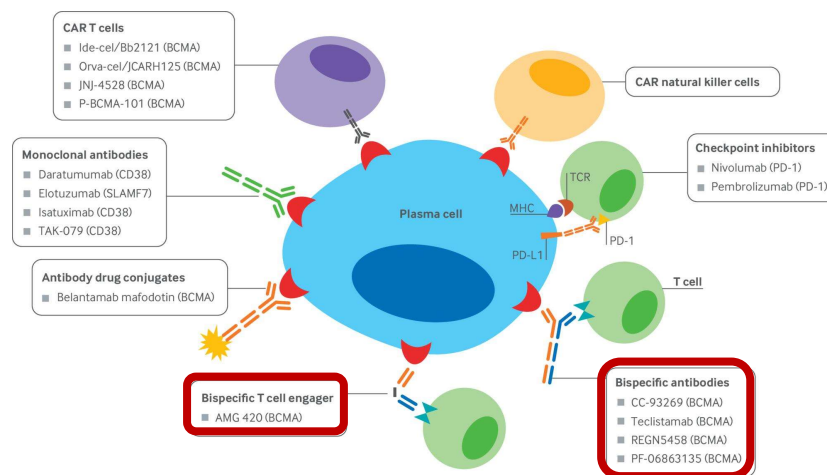 CAR T cells
Ide-cel/Bb2121 (BCMA)
Orva-cel/JCARH125 (BCMA)
JNJ-4528 (BCMA)
P-BCMA-101 (BCMA)
CAR natural killer cells
Monoclonal antibodies
Daratumumab (CD38)
Elotuzumab (SLAMF7)
Isatuximab (CD38)
TAK-079 (CD38)
Checkpoint inhibitors
Nivolumab (PD-1)
Pembrolizumab (PD-1)
TCR
MHC
Plasma cell
PD-L1
PD-1
Antibody drug conjugates
Belantamab mafodotin (BCMA)
T cell
Bispecific T cell engager
AMG 420 (BCMA)
Bispecific antibodies
CC-93269 (BCMA)
Teclistamab (BCMA)
REGN5458 (BCMA)
PF-06863135 (BCMA)